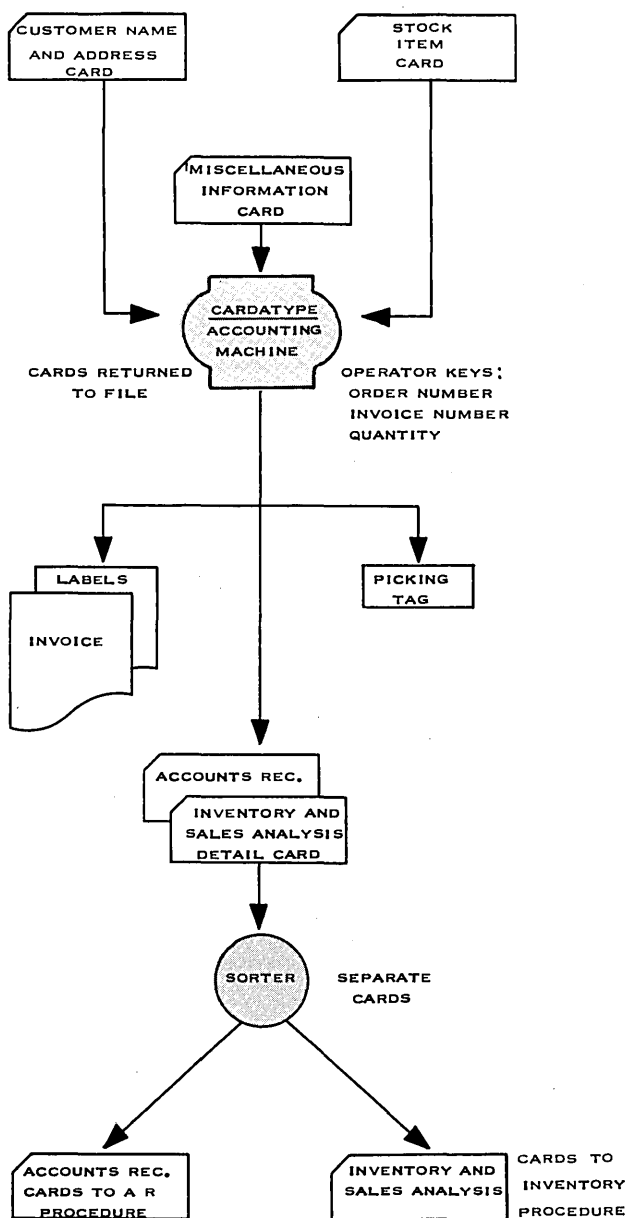 CUSTOMER NAME
AND ADDRESS
CARD
STOCK
ITEM
CARD
MISCELLANEOUS
INFORMATION
CARD
CARDATYPE
ACCOUNTING
MACHINE
CARDS RETURNED
TO FILE
OPERATOR KEYS:
ORDER NUMBER
INVOICE NUMBER
QUANTITY
LABELS
INVOICE
PICKING
TAG
ACCOUNTS REC.
INVENTORY AND
SALES ANALYSIS
DETAIL CARD
SORTER
SEPARATE
CARDS
ACCOUNTS REC.
CARDS TO A R
PROCEDURE
INVENTORY AND
SALES ANALYSIS
CARDS TO
INVENTORY
PROCEDURE